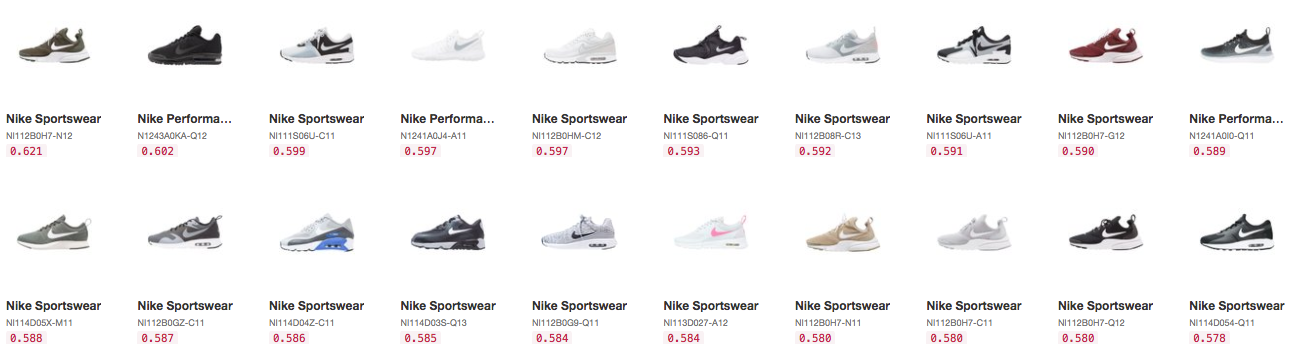 Nike Sportswear Nike Performa... Nike Sportswear Nike Performa... Nike Sportswear Nike Sportswear Nike Sportswear Nike Sportswear Nike Sportswear Nike Performa...
NI112B0H7-N12 N1243A0KA-Q12 NI111S06U-C11 N1241A0J4-A11 NI112B0HM-C12 NI111S086-Q11 NI112B08R-C13 NI111S06U-A11 NI112B0H7-G12 N1241A0I0-Q11
0.621 0.602 0.599 0.597 0.597 0.593 0.592 0.591 0.590 0.589
Nike Sportswear Nike Sportswear Nike Sportswear Nike Sportswear Nike Sportswear Nike Sportswear Nike Sportswear Nike Sportswear Nike Sportswear Nike Sportswear
NI114D05X-M11 NI112B0GZ-C11 NI114D04Z-C11 NI114D03S-Q13 NI112B0G9-Q11 NI113D027-A12 NI112B0H7-N11 NI112B0H7-C11 NI112B0H7-Q12 NI114D054-Q11
0.588 0.587 0.586 0.585 0.584 0.584 0.580 0.580 0.580 0.578